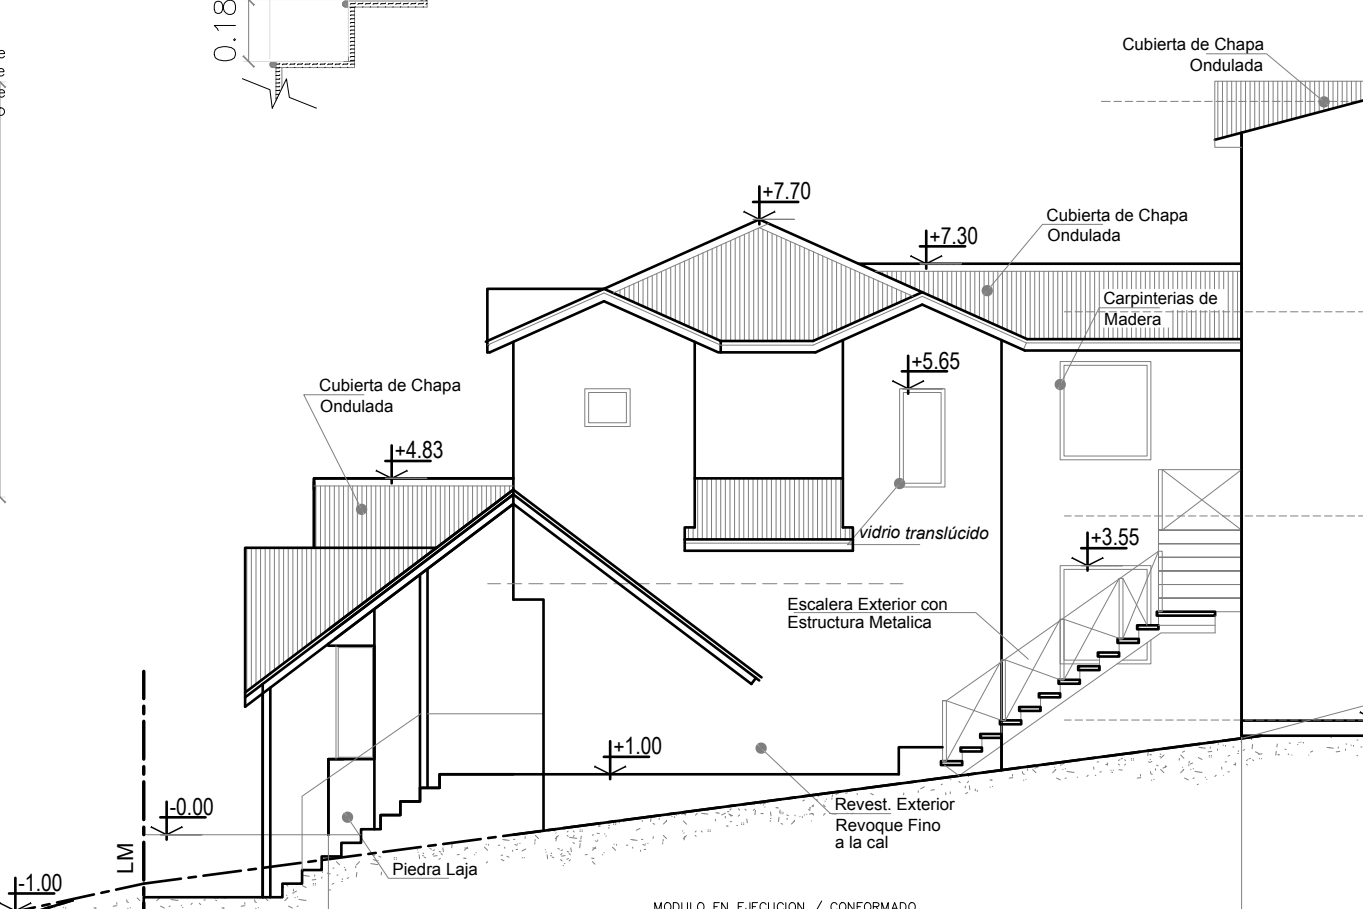 0.18
Cubierta de Chapa
Ondulada
+7.70
Cubierta de Chapa
Ondulada
+7.30
Carpinterias de
Madera
+5.65
Cubierta de Chapa
Ondulada
+4.83
vidrio translúcido
+3.55
Escalera Exterior con
Estructura Metalica
+1.00
Revest. Exterior
Revoque Fino
a la cal
-0.00
LM
Piedra Laja
-1.00
MODULO EN EJECUCION / CONFORMADO